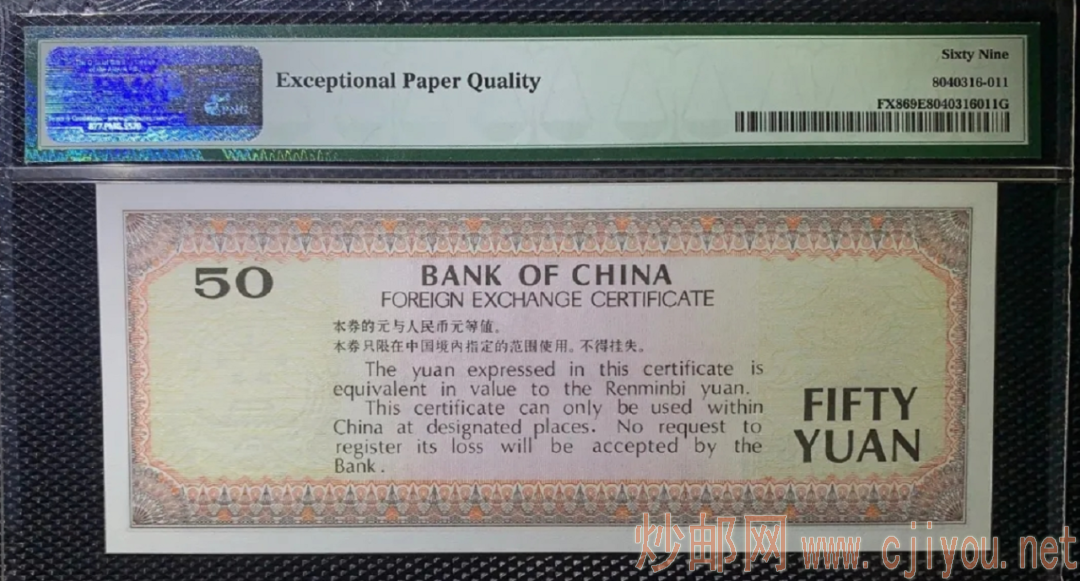 Exceptional Paper Quality
Sixty Nine
8040316-011
FX869E8040316011G
PMG
877.PMG.5570
50
BANK OF CHINA
FOREIGN EXCHANGE CERTIFICATE
本券的元与人民币元等值。
本券只限在中国境内指定的范围使用。不得挂失。
The yuan expressed in this certificate is
equivalent in value to the Renminbi yuan.
This certificate can only be used within
China at designated places. No request to
register its loss will be accepted by the
Bank.
FIFTY
YUAN
炒邮网 www.cjiyou.net